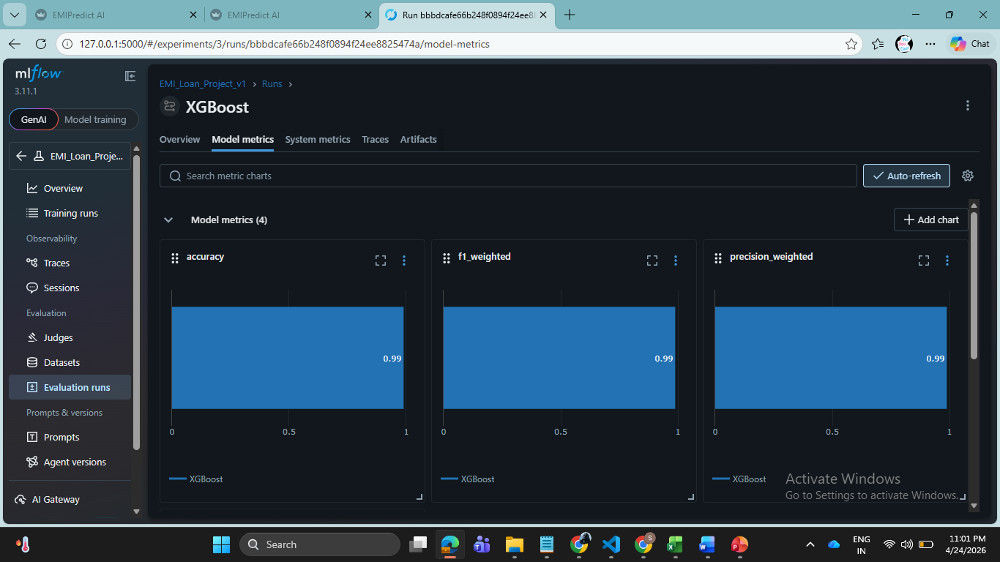 EMIPredict AI
EMIPredict AI
Run bbbdcafe66b248f0894f24ee88
127.0.0.1:5000/#/experiments/3/runs/bbbdcafe66b248f0894f24ee8825474a/model-metrics
Chat
mlflow
3.11.1
GenAI Model training
EMI_Loan_Proje...
Overview
Training runs
Observability
Traces
Sessions
Evaluation
Judges
Datasets
Evaluation runs
Prompts & versions
Prompts
Agent versions
AI Gateway
EMI_Loan_Project_v1 > Runs >
XGBoost
Overview Model metrics System metrics Traces Artifacts
Search metric charts
Auto-refresh
Model metrics (4)
Add chart
accuracy
0.99
0 0.5 1
XGBoost
f1_weighted
0.99
0 0.5 1
XGBoost
precision_weighted
0.99
0 0.5 1
XGBoost
Activate Windows
Go to Settings to activate Windows.
Search
ENG
IN
11:01 PM
4/24/2026